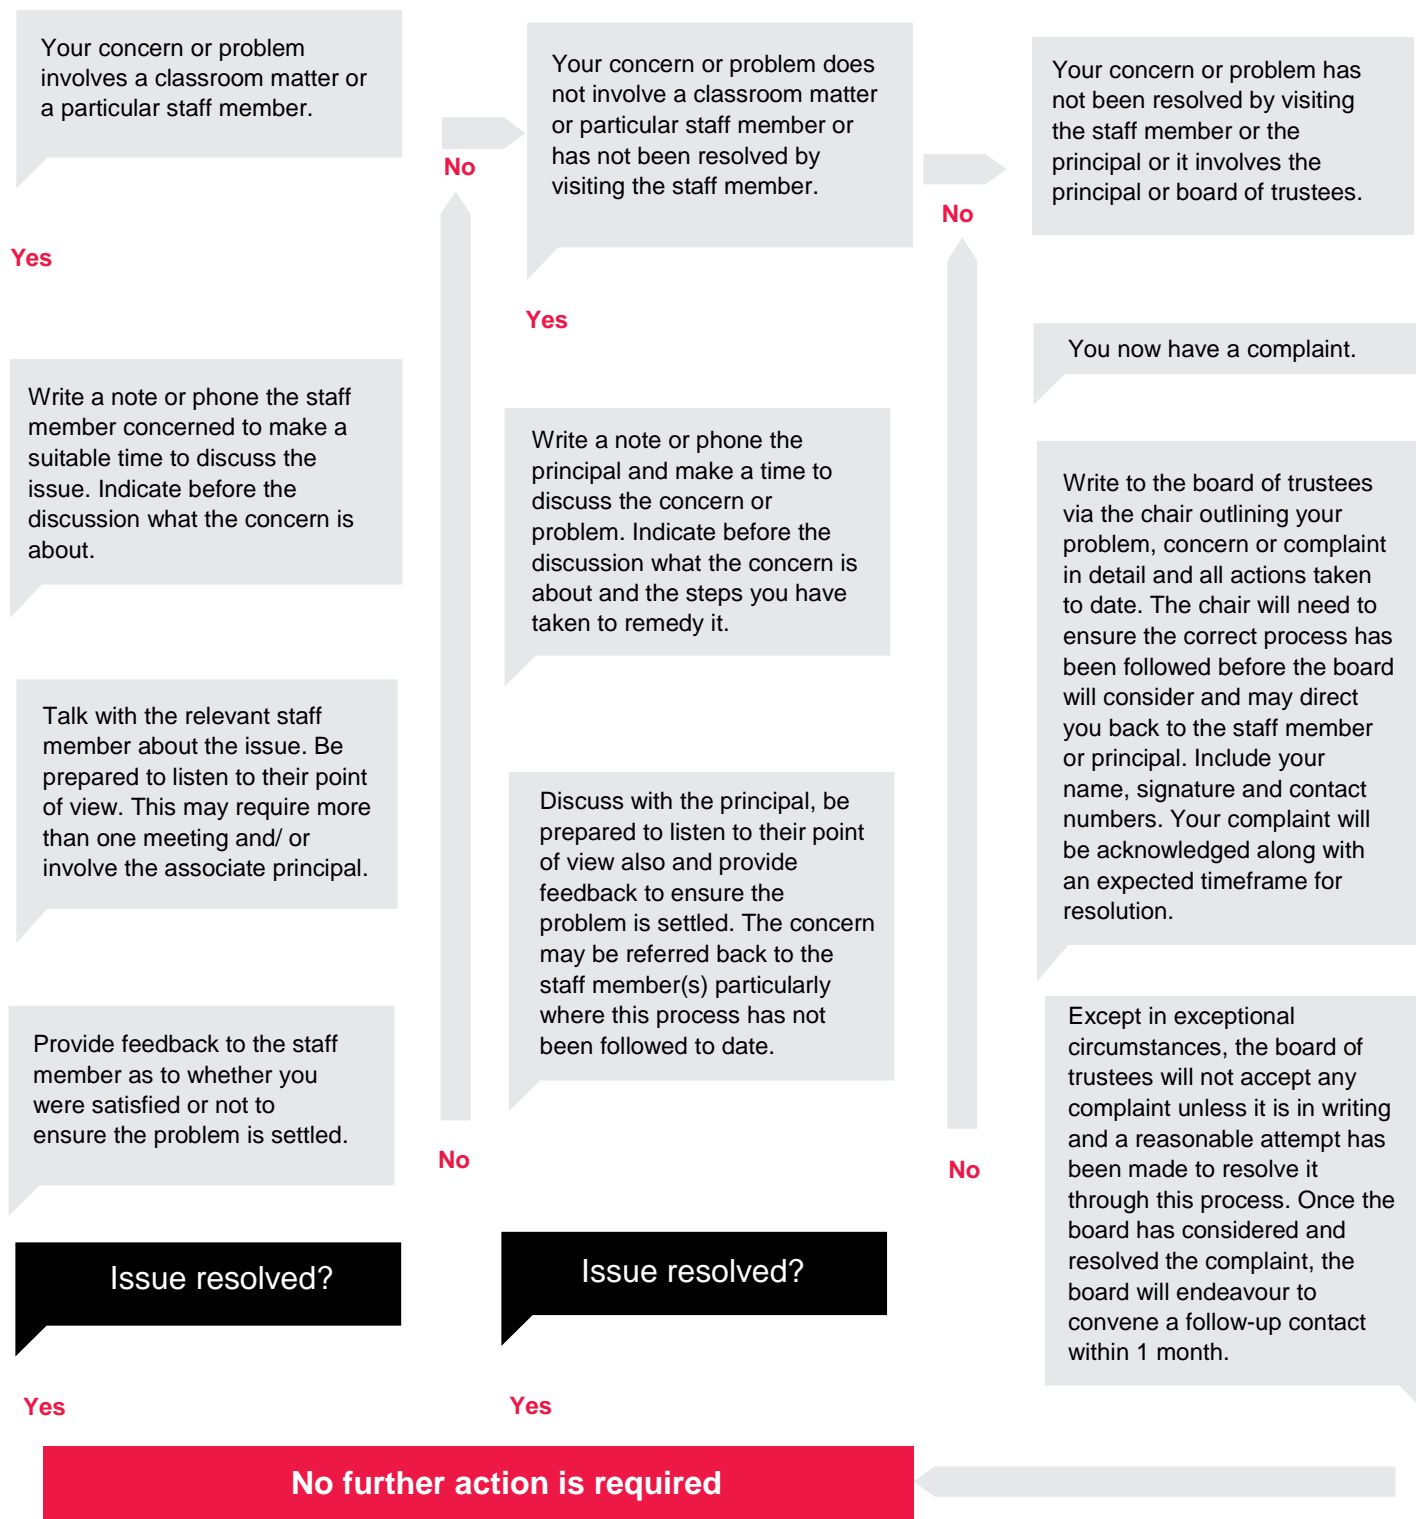 Your concern or problem
involves a classroom matter or
a particular staff member.
Yes
Write a note or phone the staff
member concerned to make a
suitable time to discuss the
issue. Indicate before the
discussion what the concern is
about.
Talk with the relevant staff
member about the issue. Be
prepared to listen to their point
of view. This may require more
than one meeting and/ or
involve the associate principal.
Provide feedback to the staff
member as to whether you
were satisfied or not to
ensure the problem is settled.
Issue resolved?
Yes
No
No
Your concern or problem does
not involve a classroom matter
or particular staff member or
has not been resolved by
visiting the staff member.
Yes
Write a note or phone the
principal and make a time to
discuss the concern or
problem. Indicate before the
discussion what the concern is
about and the steps you have
taken to remedy it.
Discuss with the principal, be
prepared to listen to their point
of view also and provide
feedback to ensure the
problem is settled. The concern
may be referred back to the
staff member(s) particularly
where this process has not
been followed to date.
Issue resolved?
Yes
No
No
Your concern or problem has
not been resolved by visiting
the staff member or the
principal or it involves the
principal or board of trustees.
You now have a complaint.
Write to the board of trustees
via the chair outlining your
problem, concern or complaint
in detail and all actions taken
to date. The chair will need to
ensure the correct process has
been followed before the board
will consider and may direct
you back to the staff member
or principal. Include your
name, signature and contact
numbers. Your complaint will
be acknowledged along with
an expected timeframe for
resolution.
Except in exceptional
circumstances, the board of
trustees will not accept any
complaint unless it is in writing
and a reasonable attempt has
been made to resolve it
through this process. Once the
board has considered and
resolved the complaint, the
board will endeavour to
convene a follow-up contact
within 1 month.
No further action is required